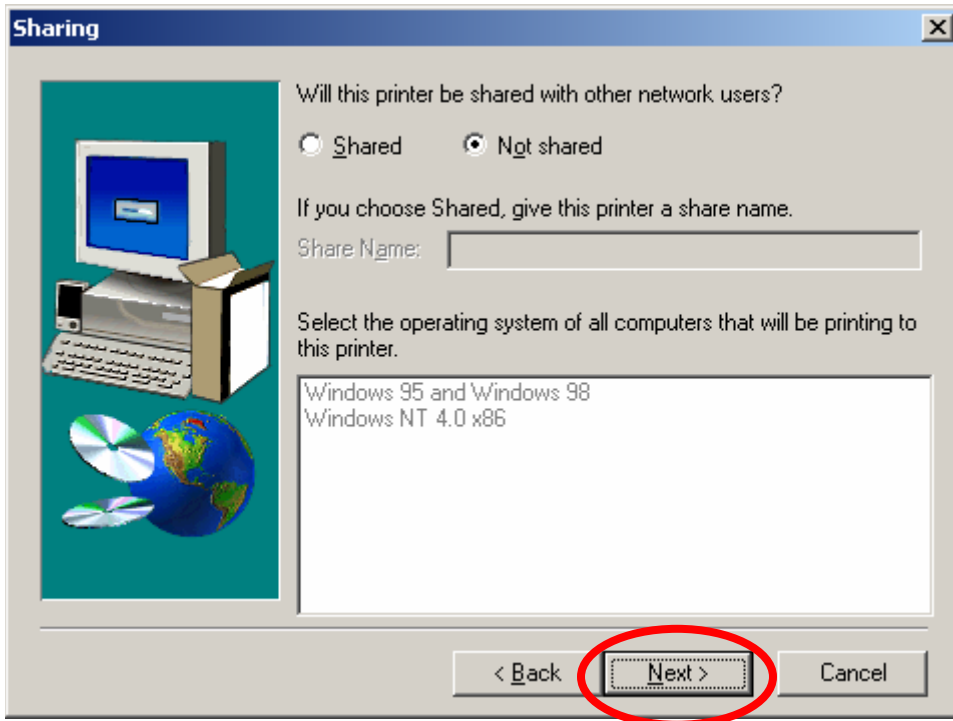 Sharing
Will this printer be shared with other network users?
Shared Not shared
If you choose Shared, give this printer a share name.
Share Name:
Select the operating system of all computers that will be printing to
this printer.
Windows 95 and Windows 98
Windows NT 4.0 x86
< Back Next > Cancel